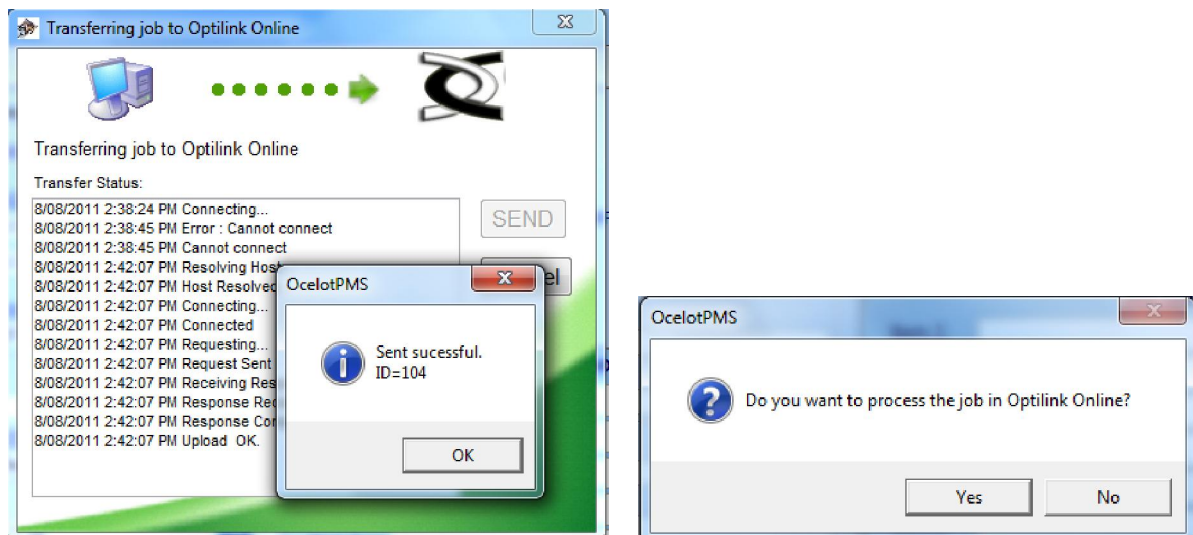 Transferring job to Optilink Online
Transferring job to Optilink Online
Transfer Status:
8/08/2011 2:38:24 PM Connecting...
8/08/2011 2:38:45 PM Error : Cannot connect
8/08/2011 2:38:45 PM Cannot connect
8/08/2011 2:42:07 PM Resolving Host
8/08/2011 2:42:07 PM Host Resolved
8/08/2011 2:42:07 PM Connecting...
8/08/2011 2:42:07 PM Connected
8/08/2011 2:42:07 PM Requesting...
8/08/2011 2:42:07 PM Request Sent
8/08/2011 2:42:07 PM Receiving Res
8/08/2011 2:42:07 PM Response Rec
8/08/2011 2:42:07 PM Response Cor
8/08/2011 2:42:07 PM Upload OK.
SEND
el
OcelotPMS
Sent sucessful.
ID=104
OK
OcelotPMS
Do you want to process the job in Optilink Online?
Yes
No